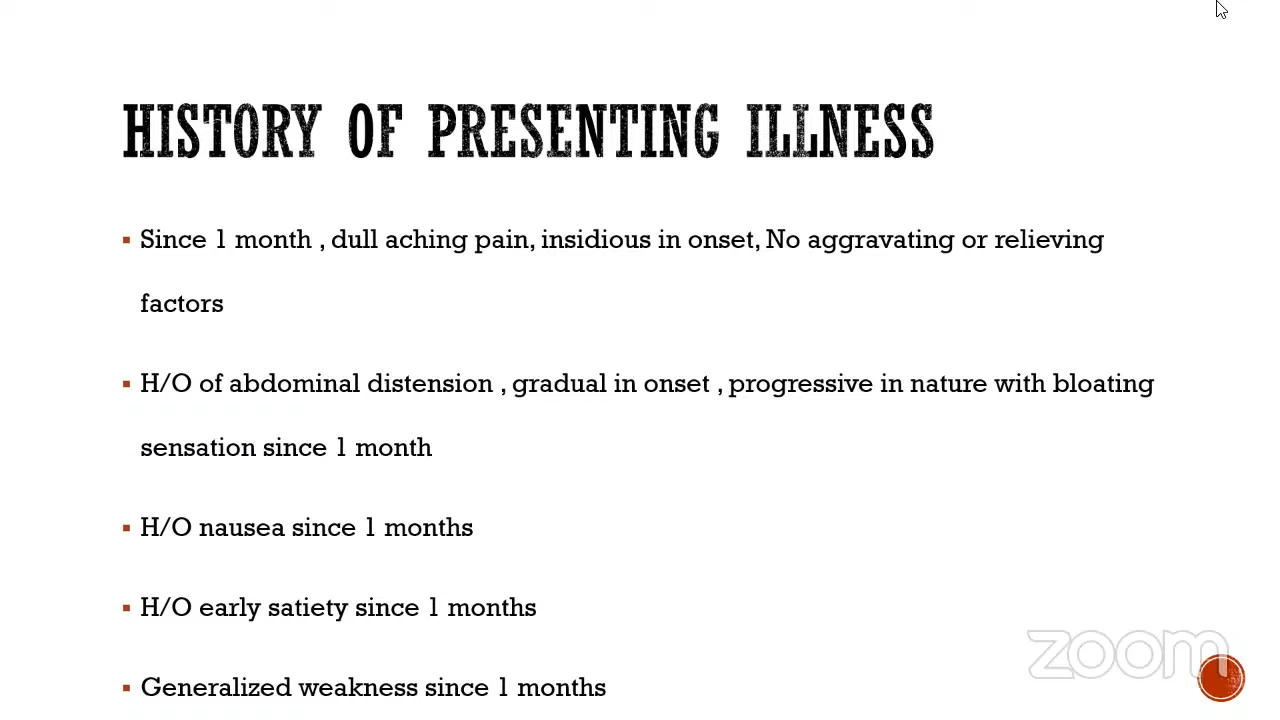 HISTORY OF PRESENTING ILLNESS
▪ Since 1 month , dull aching pain, insidious in onset, No aggravating or relieving
factors
▪ H/O of abdominal distension , gradual in onset , progressive in nature with bloating
sensation since 1 month
▪ H/O nausea since 1 months
▪ H/O early satiety since 1 months
▪ Generalized weakness since 1 months
zoom